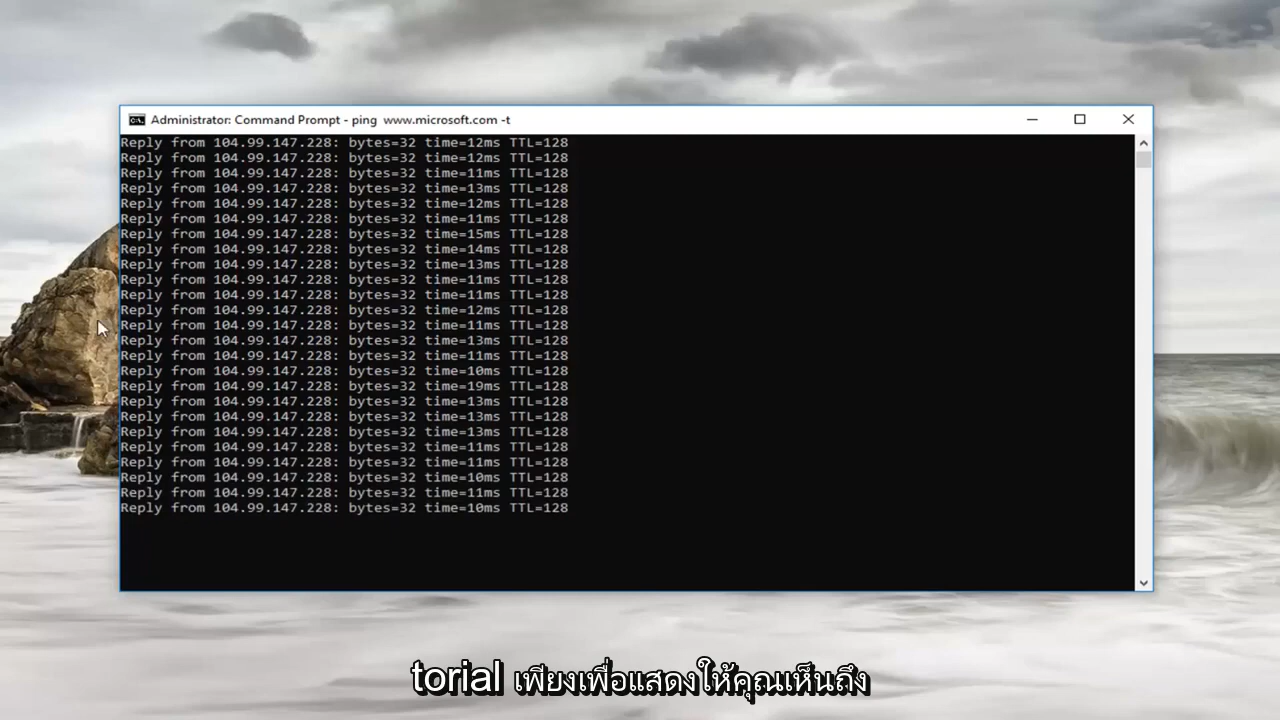 Administrator: Command Prompt - ping  www.microsoft.com -t
Reply from 104.99.147.228: bytes=32 time=12ms TTL=128
Reply from 104.99.147.228: bytes=32 time=12ms TTL=128
Reply from 104.99.147.228: bytes=32 time=11ms TTL=128
Reply from 104.99.147.228: bytes=32 time=13ms TTL=128
Reply from 104.99.147.228: bytes=32 time=12ms TTL=128
Reply from 104.99.147.228: bytes=32 time=11ms TTL=128
Reply from 104.99.147.228: bytes=32 time=15ms TTL=128
Reply from 104.99.147.228: bytes=32 time=14ms TTL=128
Reply from 104.99.147.228: bytes=32 time=13ms TTL=128
Reply from 104.99.147.228: bytes=32 time=11ms TTL=128
Reply from 104.99.147.228: bytes=32 time=11ms TTL=128
Reply from 104.99.147.228: bytes=32 time=12ms TTL=128
Reply from 104.99.147.228: bytes=32 time=11ms TTL=128
Reply from 104.99.147.228: bytes=32 time=13ms TTL=128
Reply from 104.99.147.228: bytes=32 time=11ms TTL=128
Reply from 104.99.147.228: bytes=32 time=10ms TTL=128
Reply from 104.99.147.228: bytes=32 time=19ms TTL=128
Reply from 104.99.147.228: bytes=32 time=13ms TTL=128
Reply from 104.99.147.228: bytes=32 time=13ms TTL=128
Reply from 104.99.147.228: bytes=32 time=13ms TTL=128
Reply from 104.99.147.228: bytes=32 time=11ms TTL=128
Reply from 104.99.147.228: bytes=32 time=11ms TTL=128
Reply from 104.99.147.228: bytes=32 time=10ms TTL=128
Reply from 104.99.147.228: bytes=32 time=11ms TTL=128
Reply from 104.99.147.228: bytes=32 time=10ms TTL=128
torial เพียงเพื่อแสดงให้คุณเห็นถึง